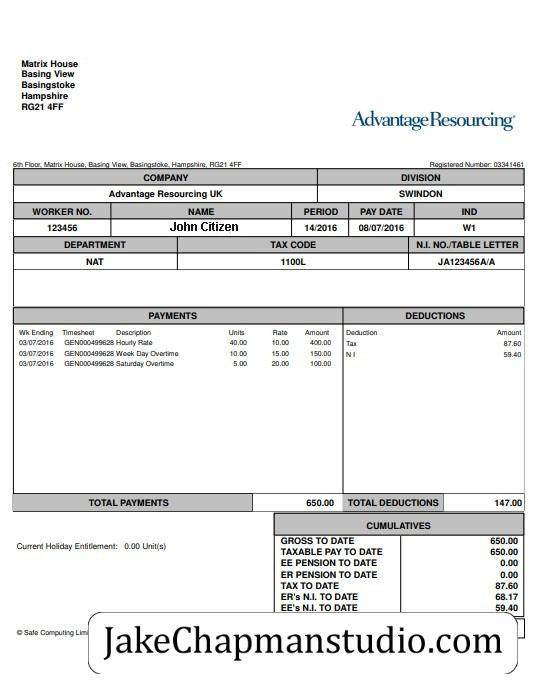 Matrix House
Basing View
Basingstoke
Hampshire
RG21 4FF
Advantage Resourcing
6th Floor, Matrix House, Basing View, Basingstoke, Hampshire, RG21 4FF Registered Number: 03341461
COMPANY DIVISION
Advantage Resourcing UK SWINDON
WORKER NO. NAME PERIOD PAY DATE IND
123456 John Citizen 14/2016 08/07/2016 W1
DEPARTMENT TAX CODE N.I. NO./TABLE LETTER
NAT 1100L JA123456A/A
PAYMENTS DEDUCTIONS
Wk Ending Timesheet Description Units Rate Amount Deduction Amount
03/07/2016 GEN000499628 Hourly Rate 40.00 10.00 400.00 Tax 87.60
03/07/2016 GEN000499628 Week Day Overtime 10.00 15.00 150.00 N I 59.40
03/07/2016 GEN000499628 Saturday Overtime 5.00 20.00 100.00
TOTAL PAYMENTS 650.00 TOTAL DEDUCTIONS 147.00
CUMULATIVES
Current Holiday Entitlement: 0.00 Unit(s)
GROSS TO DATE 650.00
TAXABLE PAY TO DATE 650.00
EE PENSION TO DATE 0.00
ER PENSION TO DATE 0.00
TAX TO DATE 87.60
ER's N.I. TO DATE 68.17
EE's N.I. TO DATE 59.40
© Safe Computing Limi
JakeChapmanstudio.com